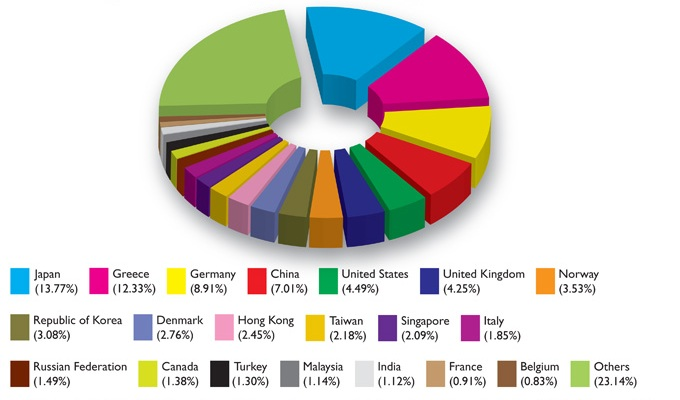 Japan Greece Germany China United States United Kingdom Norway
(13.77%) (12.33%) (8.91%) (7.01%) (4.49%) (4.25%) (3.53%)
Republic of Korea Denmark Hong Kong Taiwan Singapore Italy
(3.08%) (2.76%) (2.45%) (2.18%) (2.09%) (1.85%)
Russian Federation Canada Turkey Malaysia India France Belgium Others
(1.49%) (1.38%) (1.30%) (1.14%) (1.12%) (0.91%) (0.83%) (23.14%)